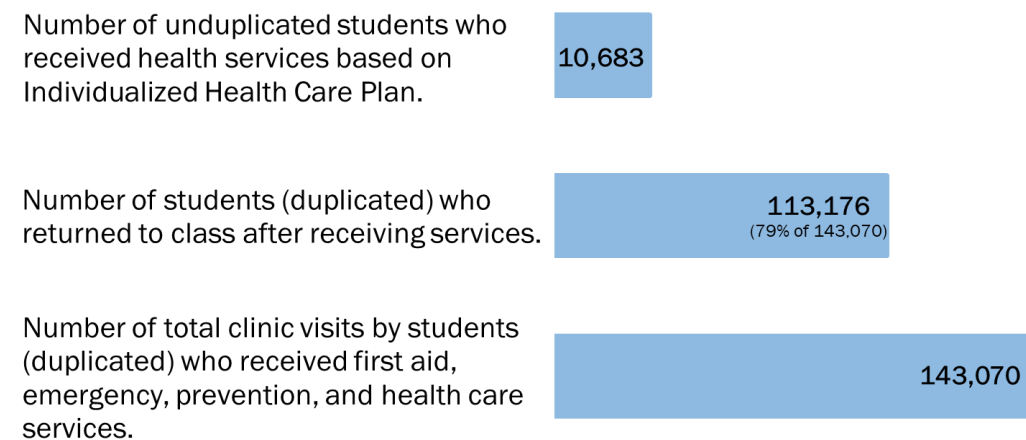 Number of unduplicated students who
received health services based on
Individualized Health Care Plan.
10,683
Number of students (duplicated) who
returned to class after receiving services.
113,176
(79% of 143,070)
Number of total clinic visits by students
(duplicated) who received first aid,
emergency, prevention, and health care
services.
143,070